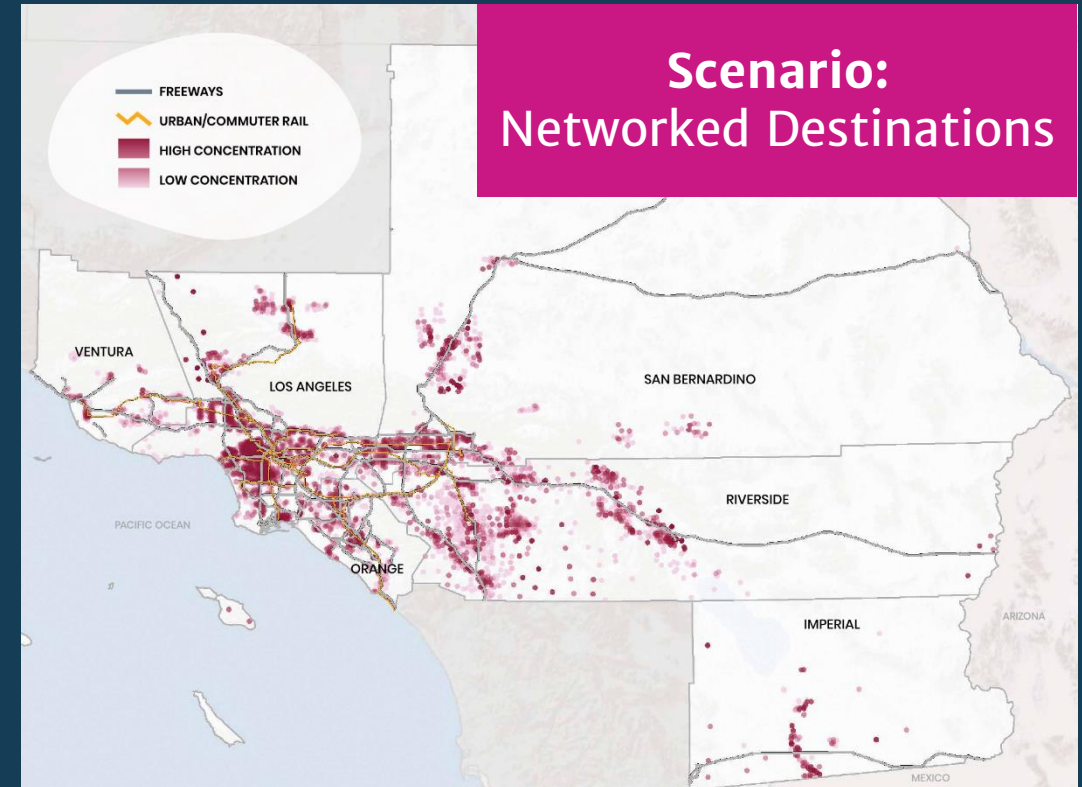 Scenario:
Networked Destinations
FREEWAYS
URBAN/COMMUTER RAIL
HIGH CONCENTRATION
LOW CONCENTRATION
VENTURA
LOS ANGELES
SAN BERNARDINO
RIVERSIDE
PACIFIC OCEAN
ORANGE
IMPERIAL
ARIZONA
MEXICO